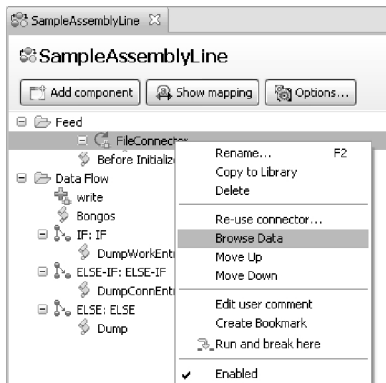 SampleAssemblyLine
SampleAssemblyLine
Add component Show mapping Options...
Feed
FileConnector
Before Initialize
Data Flow
write
Bongos
IF: IF
DumpWorkEnt
ELSE-IF: ELSE-IF
DumpConnEnt
ELSE: ELSE
Dump
Rename... F2
Copy to Library
Delete
Re-use connector...
Browse Data
Move Up
Move Down
Edit user comment
Create Bookmark
Run and break here
Enabled